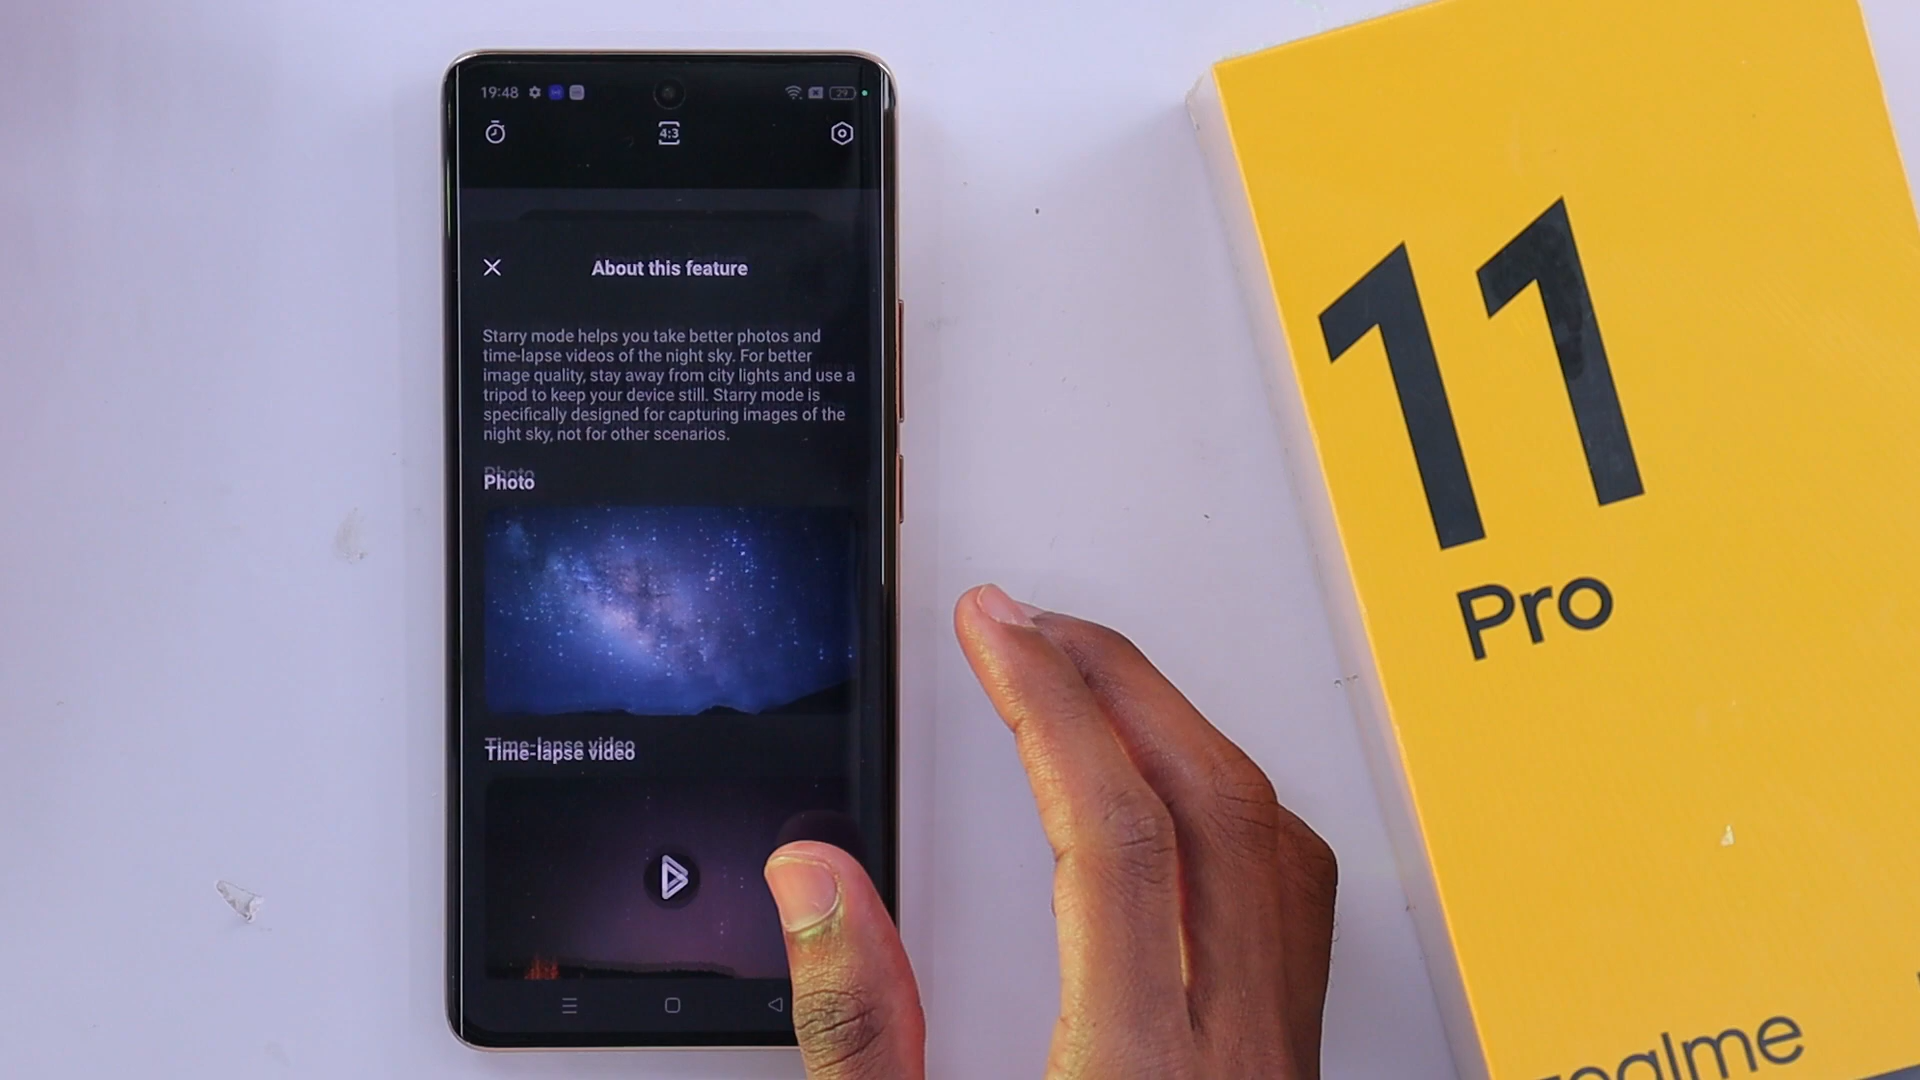 19:48
29
4:3
About this feature
Starry mode helps you take better photos and
time-lapse videos of the night sky. For better
image quality, stay away from city lights and use a
tripod to keep your device still. Starry mode is
specifically designed for capturing images of the
night sky, not for other scenarios.
Photo
Time-lapse video
11
Pro
realme